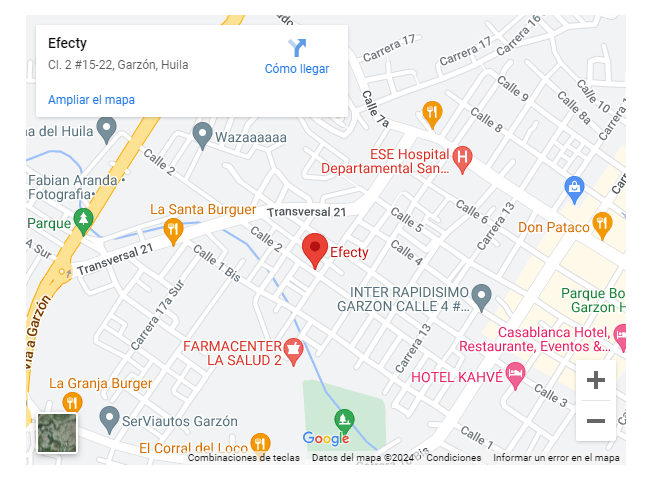 Efecty
Cl. 2 #15-22, Garzón, Huila
Cómo llegar
Ampliar el mapa
Carrera 17
Carrera 17
Calle 7a
Calle 9
Calle 10
Calle 8a
Calle 8
na del Huila
Wazaaaaaa
ESE Hospital
Departamental San...
Calle 2
Fabian Aranda •
Fotografia
La Santa Burguer
Transversal 21
Calle 5
Calle 6
Carrera 13
Parque
Don Pataco
A Sur
Transversal 21
Calle 2
Efecty
Calle 4
Calle 1 Bis
Carrera 17a Sur
Vía a Garzón
INTER RAPIDISIMO
GARZON CALLE 4 #...
Parque Bo
Garzon H
Carrera 13
FARMACENTER
LA SALUD 2
Casablanca Hotel,
Restaurante, Eventos &...
HOTEL KAHVÉ
La Granja Burger
Calle 3
SerViautos Garzón
El Corral del Loco
Google
Calle 1
Carrera 10
Combinaciones de teclas
Datos del mapa ©2024
Condiciones
Informar un error en el mapa